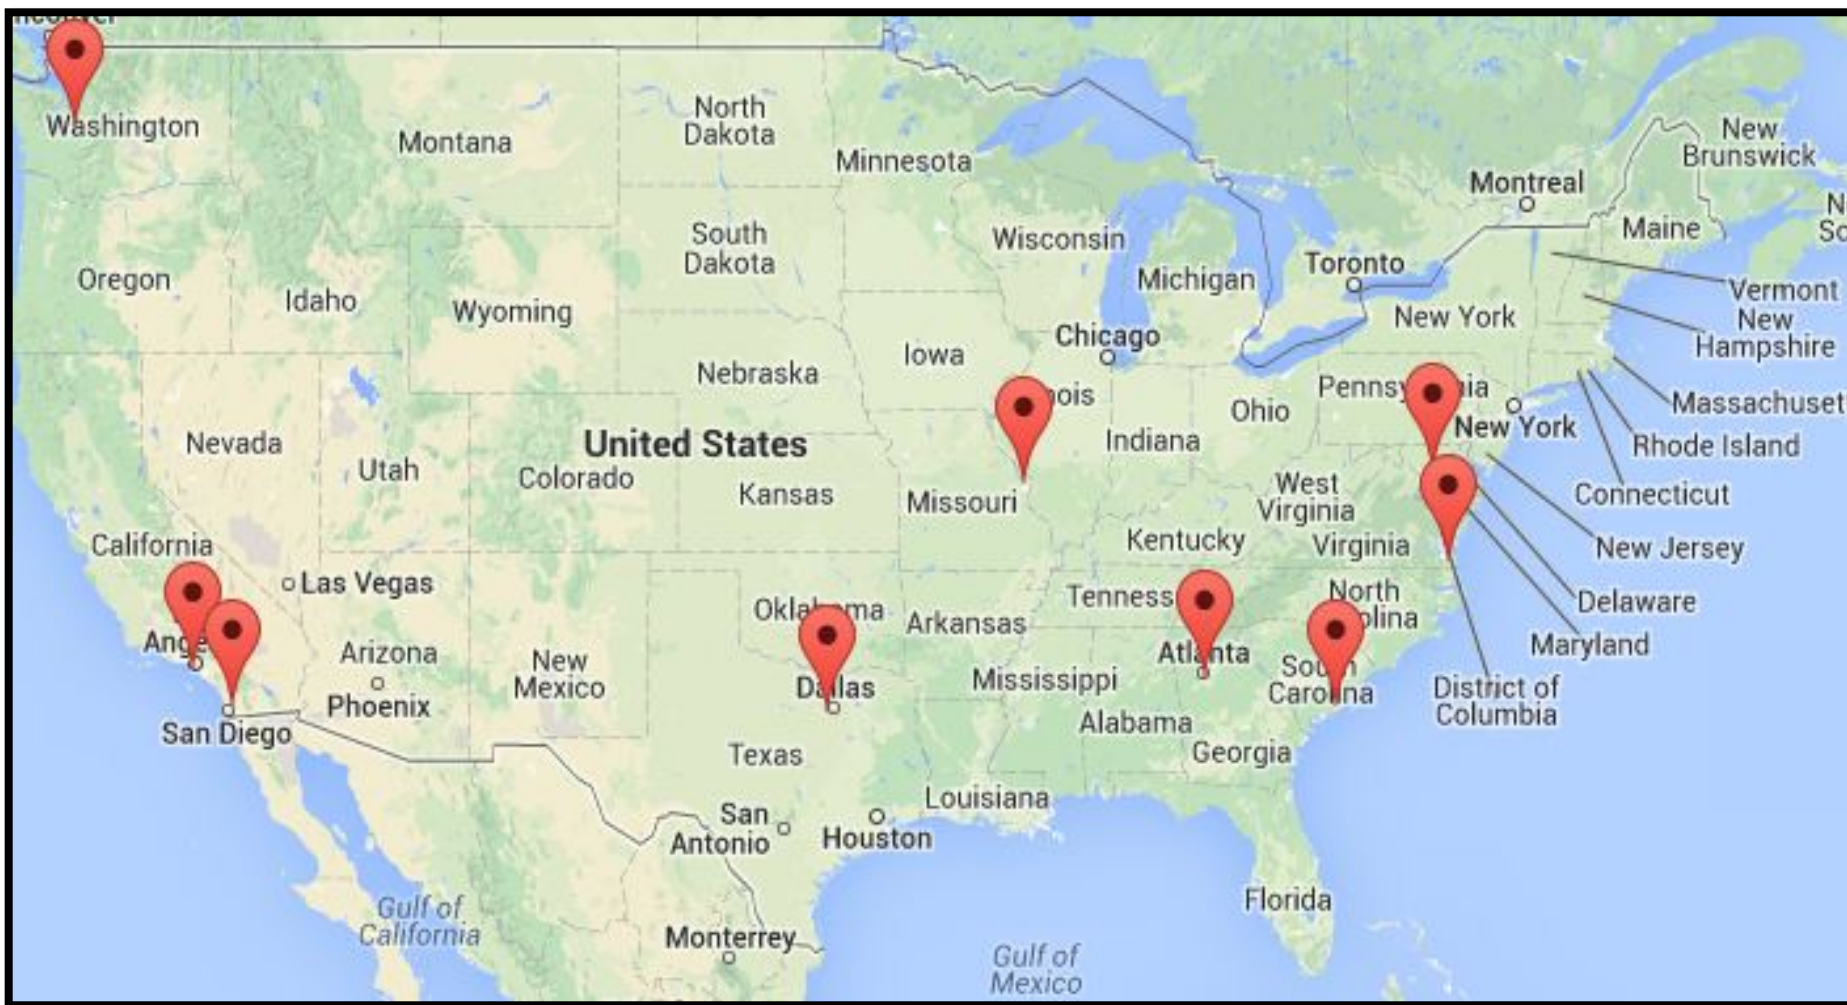 Washington
Montana
North
Dakota
Minnesota
New
Brunswick
Montreal
Maine
Oregon
Idaho
Wyoming
South
Dakota
Wisconsin
Michigan
Toronto
New York
Vermont
New
Hampshire
Chicago
Iowa
Nebraska
Ohio
Massachuset
Nevada
Utah
United States
Colorado
Kansas
Missouri
Indiana
New York
Rhode Island
Connecticut
West
Virginia
Virginia
Kentucky
New Jersey
California
Las Vegas
Arkansas
Tenness
North
Delaware
Maryland
Arizona
Phoenix
New
Mexico
Dallas
Mississippi
Atlanta
Carolina
District of
Columbia
San Diego
Alabama
Georgia
Texas
Louisiana
San
Antonio
Houston
Florida
Gulf of
California
Monterrey
Gulf of
Mexico